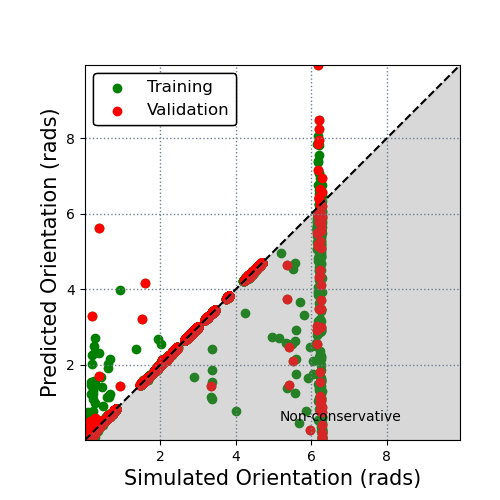 Training
Validation
8
6
4
2
Predicted Orientation (rads)
Non-conservative
2
4
6
8
Simulated Orientation (rads)